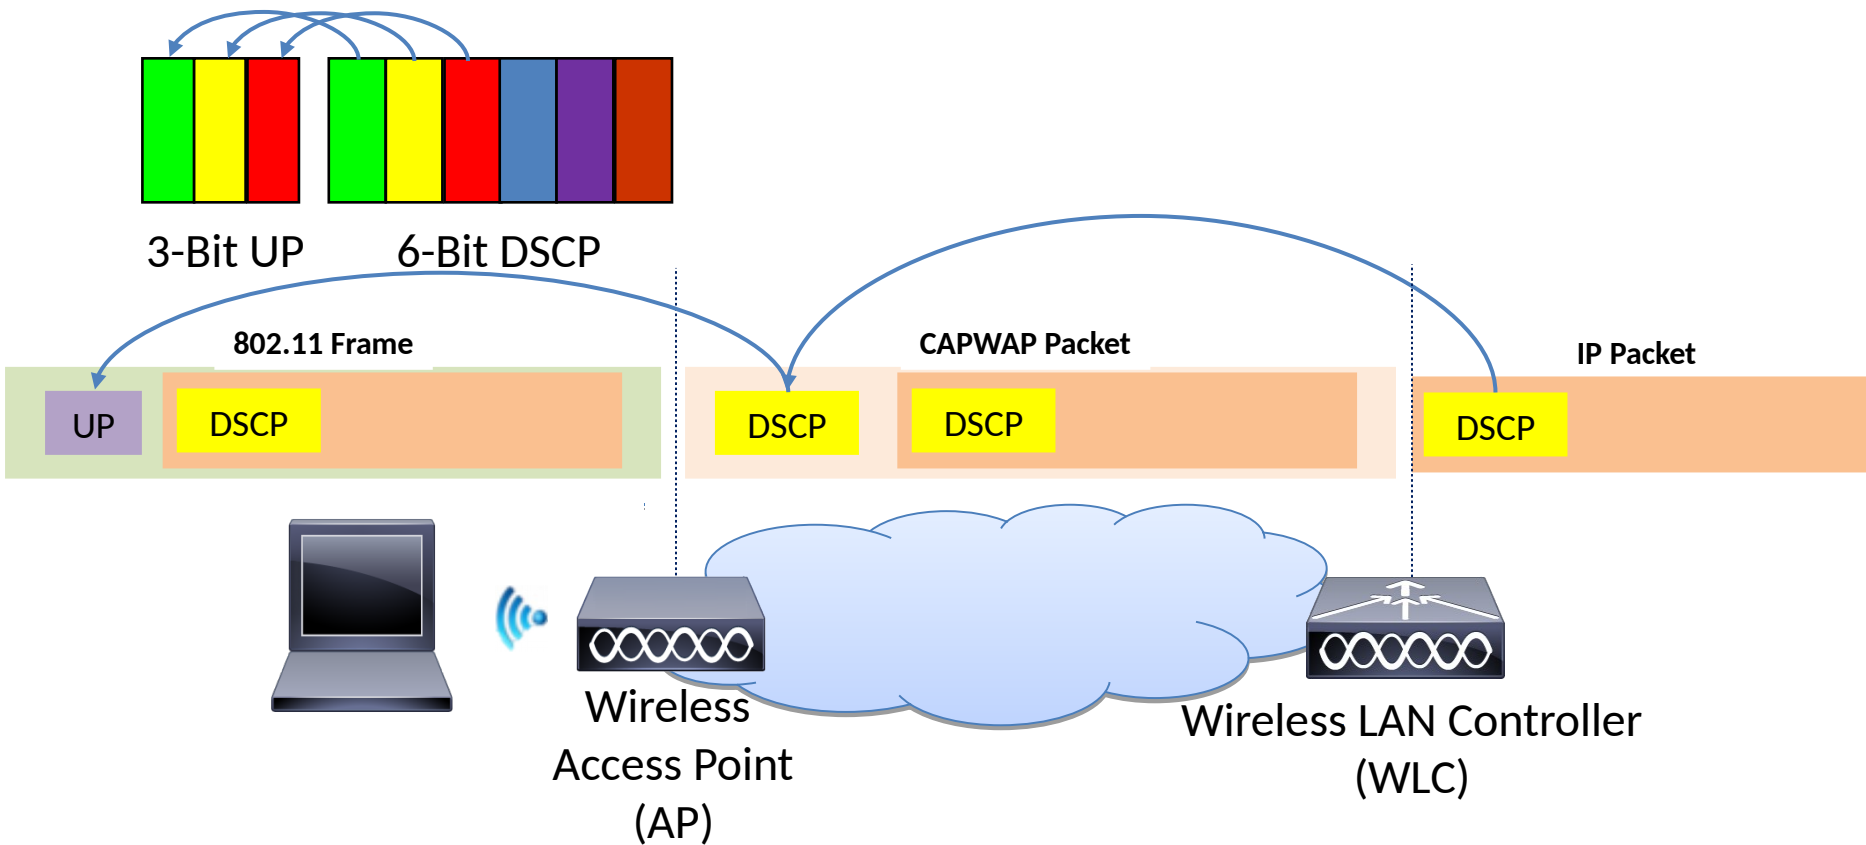 3-Bit UP
6-Bit DSCP
802.11 Frame
CAPWAP Packet
IP Packet
UP
DSCP
DSCP
DSCP
DSCP
Wireless
Access Point
(AP)
Wireless LAN Controller
(WLC)